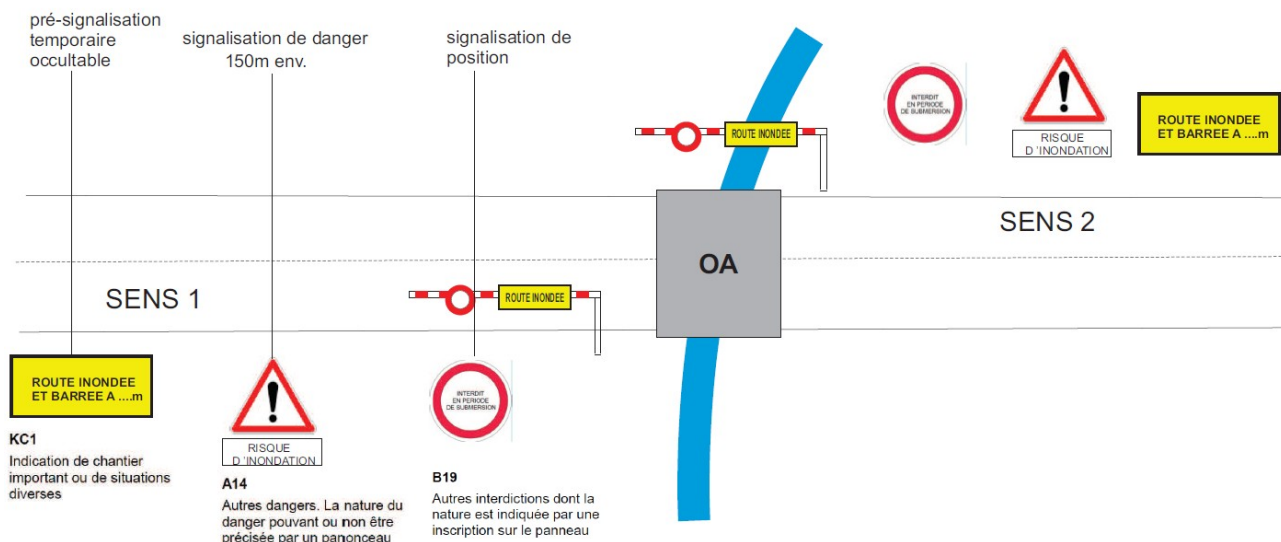 pré-signalisation
temporaire
occultable
signalisation de danger
150m env.
signalisation de
position
INTERDIT
EN PERIODE
DE SUBMERSION
RISQUE
D 'INONDATION
ROUTE INONDEE
ET BARREE A ....m
ROUTE INONDEE
SENS 2
OA
SENS 1
ROUTE INONDEE
ROUTE INONDEE
ET BARREE A ....m
KC1
Indication de chantier
important ou de situations
diverses
RISQUE
D 'INONDATION
A14
Autres dangers. La nature du
danger pouvant ou non être
précisée par un panonceau
INTERDIT
EN PERIODE
DE SUBMERSION
B19
Autres interdictions dont la
nature est indiquée par une
inscription sur le panneau